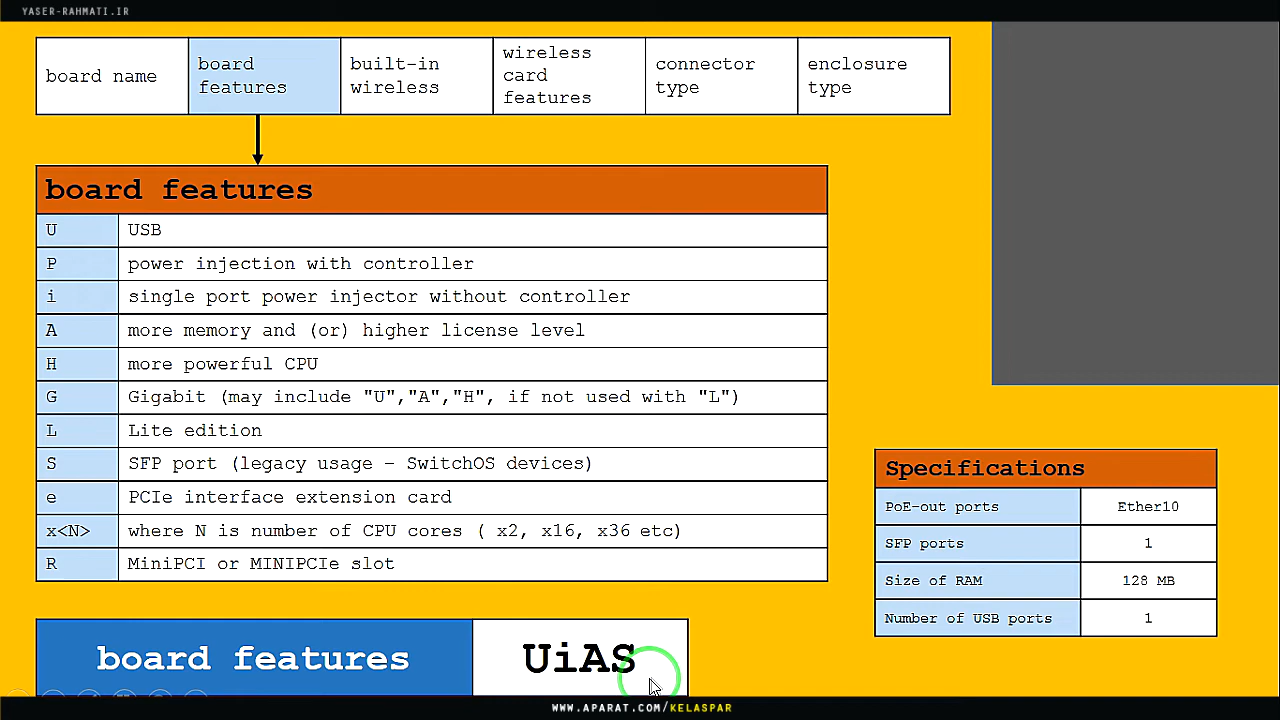 YASER-RAHMATI.IR
board name
board
features
built-in
wireless
wireless
card
features
connector
type
enclosure
type
board features
U USB
P power injection with controller
i single port power injector without controller
A more memory and (or) higher license level
H more powerful CPU
G Gigabit (may include "U","A","H", if not used with "L")
L Lite edition
S SFP port (legacy usage – SwitchOS devices)
e PCIe interface extension card
x<N> where N is number of CPU cores ( x2, x16, x36 etc)
R MiniPCI or MINIPCIe slot
Specifications
PoE-out ports Ether10
SFP ports 1
Size of RAM 128 MB
Number of USB ports 1
board features UiAS
WWW.APARAT.COM/KELASPAR